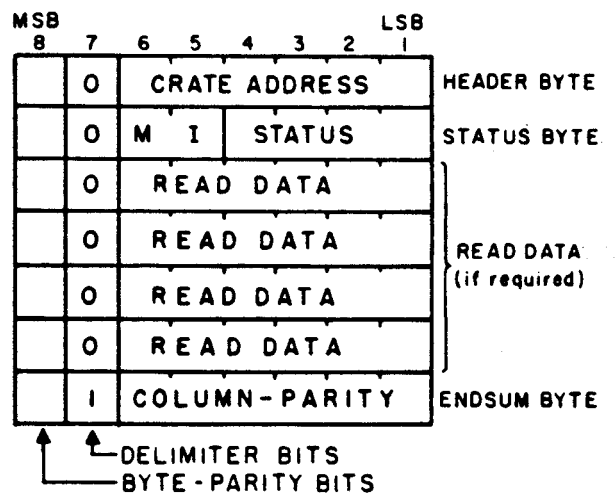 MSB LSB
8 7 6 5 4 3 2 1
0 CRATE ADDRESS HEADER BYTE
0 M I STATUS STATUS BYTE
0 READ DATA
0 READ DATA
0 READ DATA
0 READ DATA
READ DATA
(if required)
1 COLUMN-PARITY ENDSUM BYTE
DELIMITER BITS
BYTE-PARITY BITS